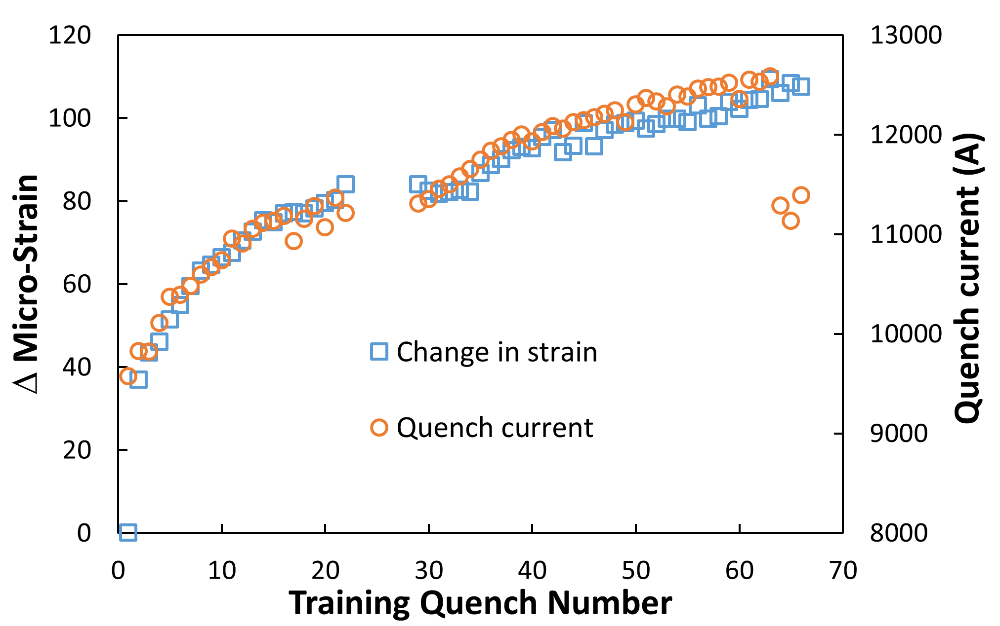 120
100
80
60
40
20
0
Δ Micro-Strain
13000
12000
11000
10000
9000
8000
Quench current (A)
Change in strain
Quench current
0 10 20 30 40 50 60 70
Training Quench Number